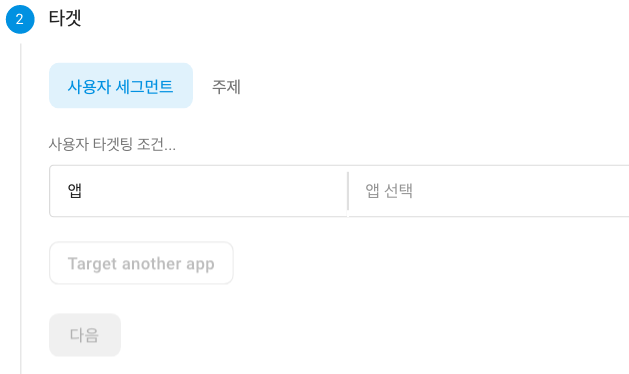 2 타겟
사용자 세그먼트 주제
사용자 타겟팅 조건...
앱 앱 선택
Target another app
다음